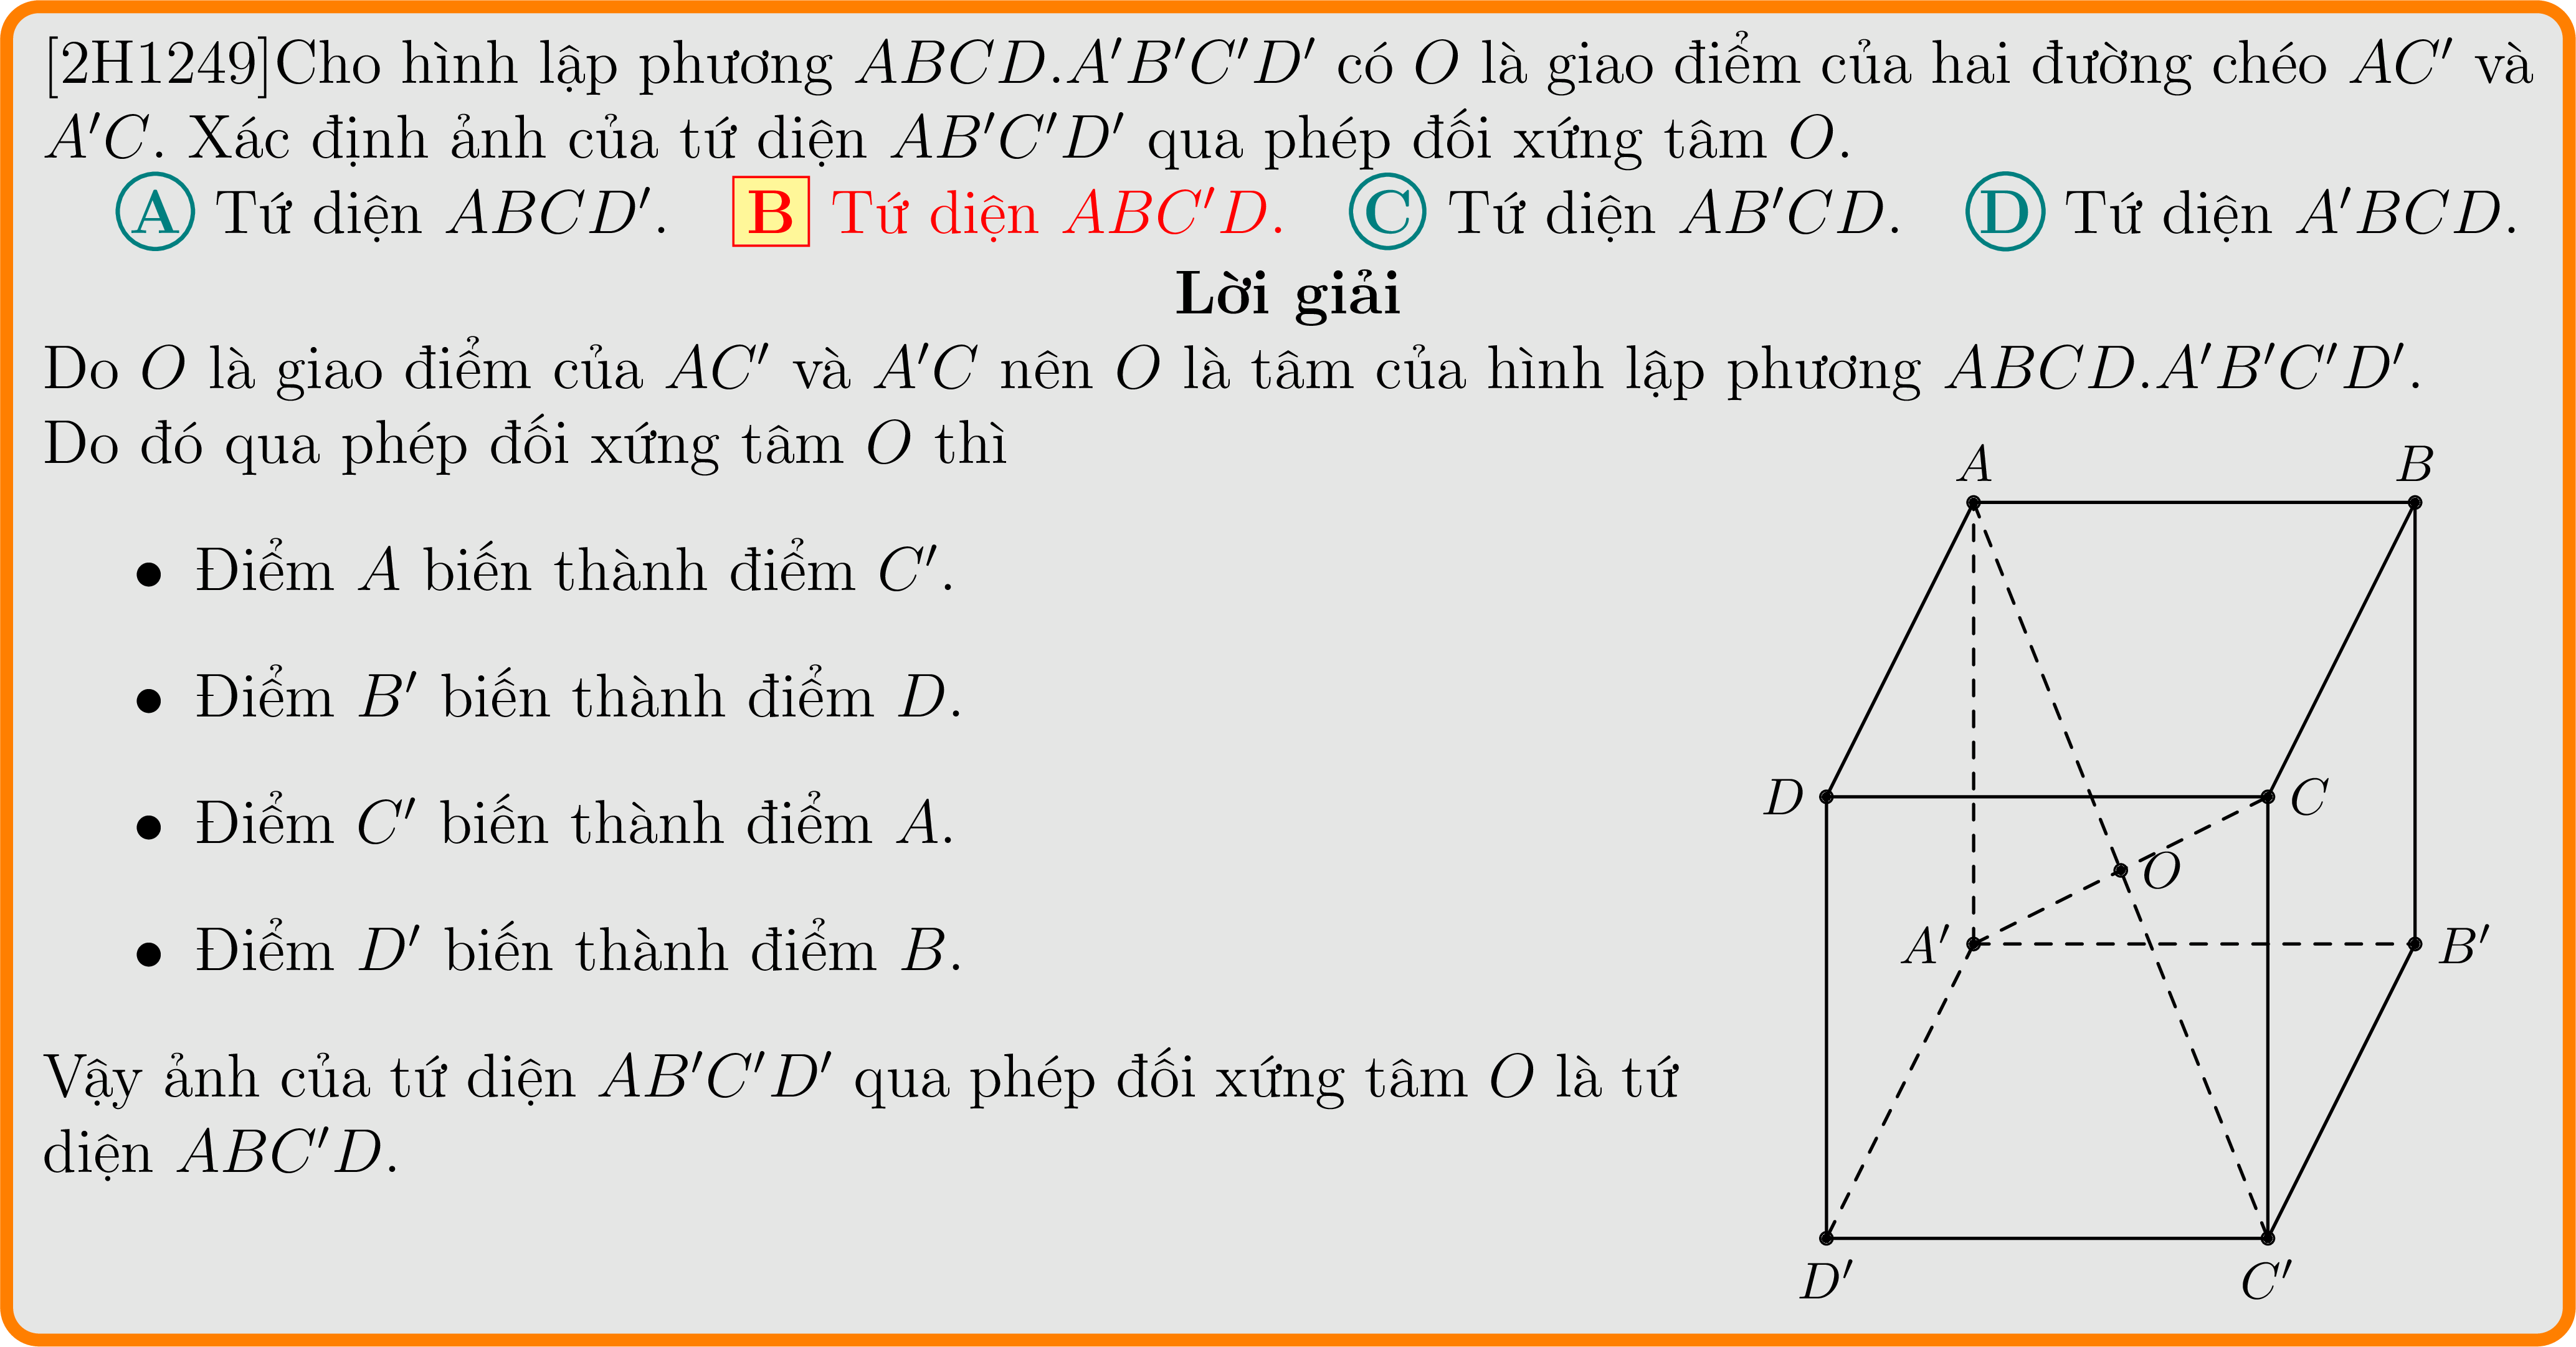 [2H1249]Cho hình lập phương ABCD.A′B′C′D′ có O là giao điểm của hai đường chéo AC′ và
A′C. Xác định ảnh của tứ diện AB′C′D′ qua phép đối xứng tâm O.
A Tứ diện ABCD′. B Tứ diện ABC′D. C Tứ diện AB′CD. D Tứ diện A′BCD.
Lời giải
Do O là giao điểm của AC′ và A′C nên O là tâm của hình lập phương ABCD.A′B′C′D′.
Do đó qua phép đối xứng tâm O thì
• Điểm A biến thành điểm C′.
• Điểm B′ biến thành điểm D.
• Điểm C′ biến thành điểm A.
• Điểm D′ biến thành điểm B.
Vậy ảnh của tứ diện AB′C′D′ qua phép đối xứng tâm O là tứ
diện ABC′D.
A B
D C
O
A′ B′
D′ C′